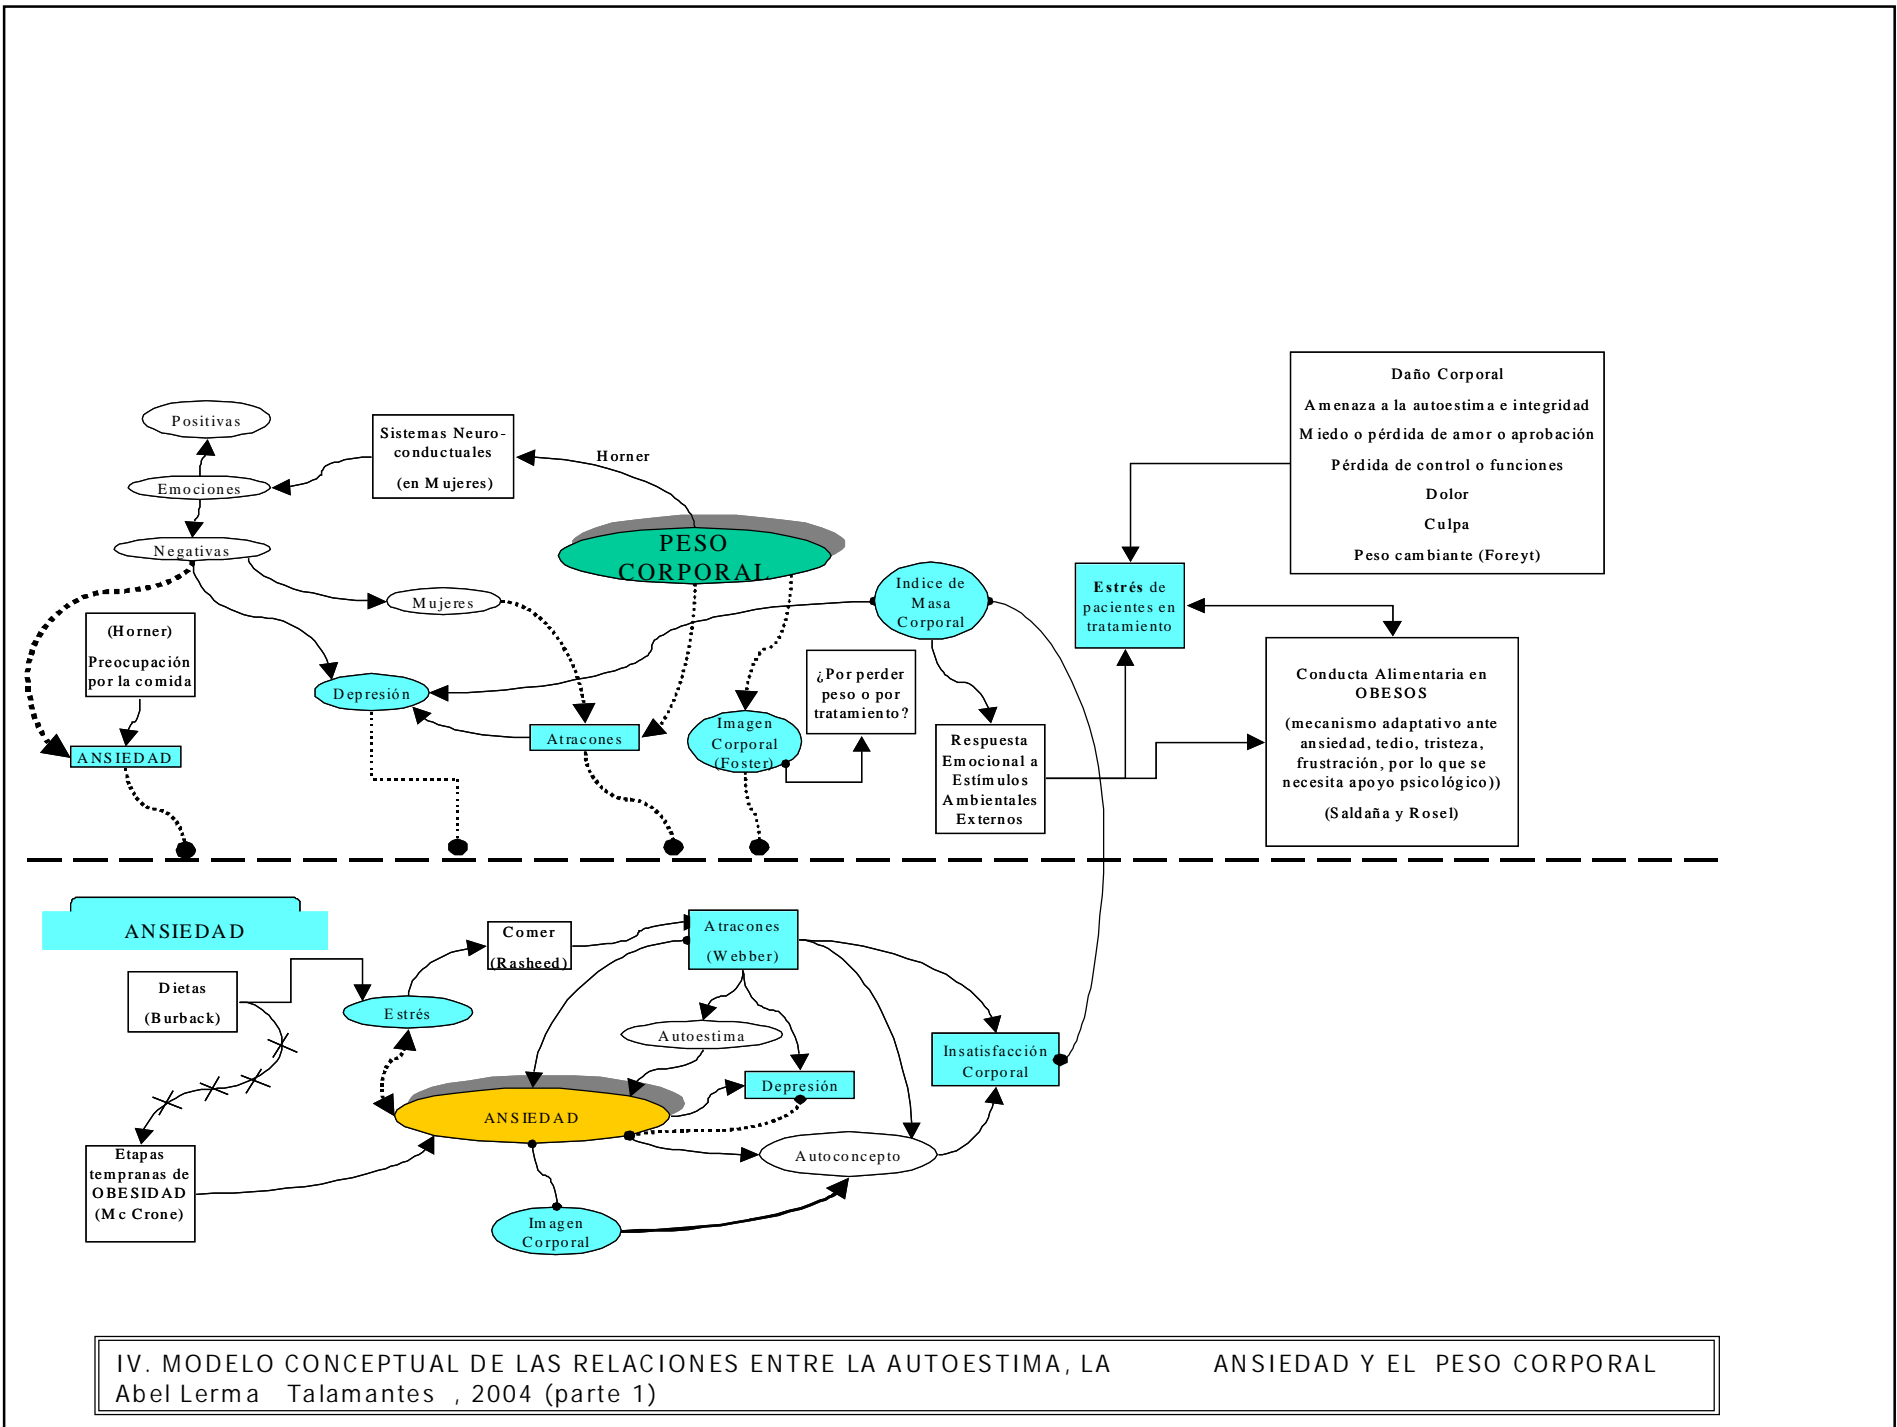 Positivas
Emociones
Negativas
Sistemas Neuro-
conductuales
(en Mujeres)
Horner
PESO
CORPORAL
Mujeres
(Horner)
Preocupación
por la comida
ANSIEDAD
Depresión
Atracones
Imagen
Corporal
(Foster)
¿Por perder
peso o por
tratamiento?
Indice de
Masa
Corporal
Respuesta
Emocional a
Estímulos
Ambientales
Externos
Estrés de
pacientes en
tratamiento
Daño Corporal
Amenaza a la autoestima e integridad
Miedo o pérdida de amor o aprobación
Pérdida de control o funciones
Dolor
Culpa
Peso cambiante (Foreyt)
Conducta Alimentaria en
OBESOS
(mecanismo adaptativo ante
ansiedad, tedio, tristeza,
frustración, por lo que se
necesita apoyo psicológico))
(Saldaña y Rosel)
ANSIEDAD
Dietas
(Burback)
Estrés
Comer
(Rasheed)
Atracones
(Webber)
Autoestima
Depresión
Insatisfacción
Corporal
ANSIEDAD
Autoconcepto
Etapas
tempranas de
OBESIDAD
(Mc Crone)
Imagen
Corporal
IV. MODELO CONCEPTUAL DE LAS RELACIONES ENTRE LA AUTOESTIMA, LA ANSIEDAD Y EL PESO CORPORAL
Abel Lerma Talamantes , 2004 (parte 1)